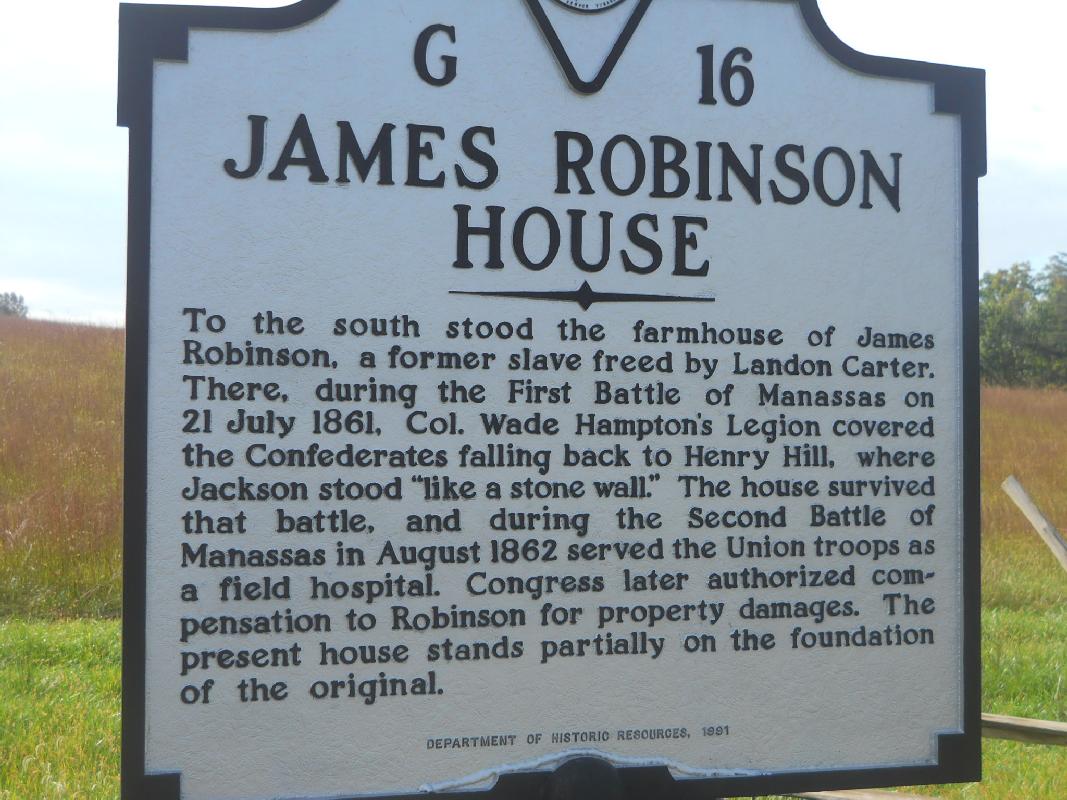 G 16
JAMES ROBINSON
HOUSE
To the south stood the farmhouse of James
Robinson, a former slave freed by Landon Carter.
There, during the First Battle of Manassas on
21 July 1861, Col. Wade Hampton's Legion covered
the Confederates falling back to Henry Hill, where
Jackson stood "like a stone wall." The house survived
that battle, and during the Second Battle of
Manassas in August 1862 served the Union troops as
a field hospital. Congress later authorized com-
pensation to Robinson for property damages. The
present house stands partially on the foundation
of the original.
DEPARTMENT OF HISTORIC RESOURCES, 1991